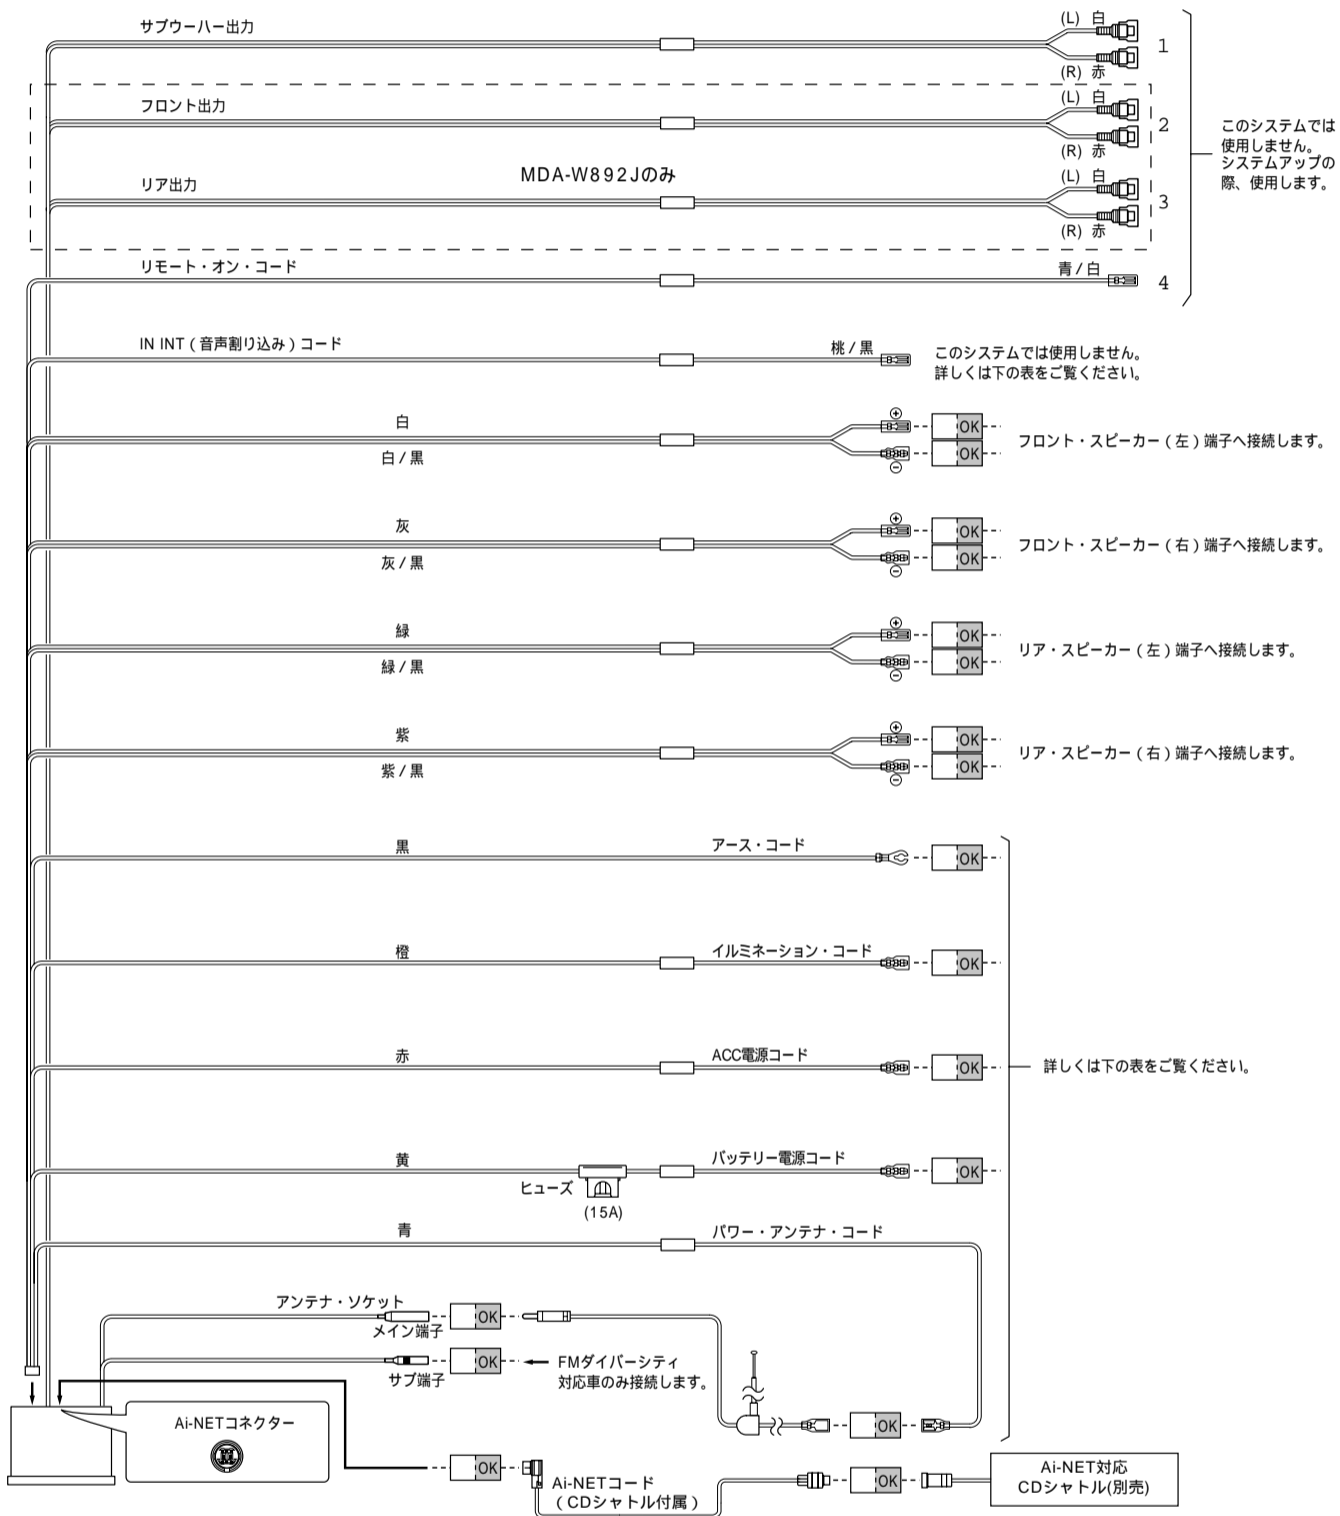 サブウーハー出力
(L) 白
1
(R) 赤
フロント出力
(L) 白
2
(R) 赤
このシステムでは
使用しません。
システムアップの
際、使用します。
MDA-W892Jのみ
リア出力
(L) 白
3
(R) 赤
リモート・オン・コード
青 / 白
4
IN INT ( 音声割り込み ) コード
桃 / 黒
このシステムでは使用しません。
詳しくは下の表をご覧ください。
白
白 / 黒
⊕
OK
OK
⊖
フロント・スピーカー ( 左 ) 端子へ接続します。
灰
灰 / 黒
⊕
OK
OK
⊖
フロント・スピーカー ( 右 ) 端子へ接続します。
緑
緑 / 黒
⊕
OK
OK
⊖
リア・スピーカー ( 左 ) 端子へ接続します。
紫
紫 / 黒
⊕
OK
OK
⊖
リア・スピーカー ( 右 ) 端子へ接続します。
黒
アース・コード
OK
橙
イルミネーション・コード
OK
赤
ACC電源コード
OK
詳しくは下の表をご覧ください。
黄
ヒューズ
(15A)
バッテリー電源コード
OK
青
パワー・アンテナ・コード
アンテナ・ソケット
メイン端子
OK
サブ端子
OK
FMダイバーシティ
対応車のみ接続します。
OK
Ai-NETコネクター
OK
Ai-NETコード
( CDシャトル付属 )
OK
Ai-NET対応
CDシャトル(別売)